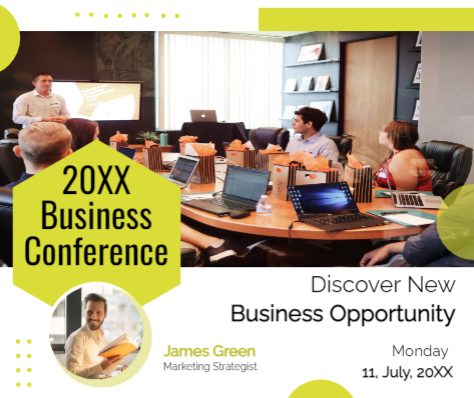 20XX
Business
Conference
Discover New
Business Opportunity
James Green
Marketing Strategist
Monday
11, July, 20XX